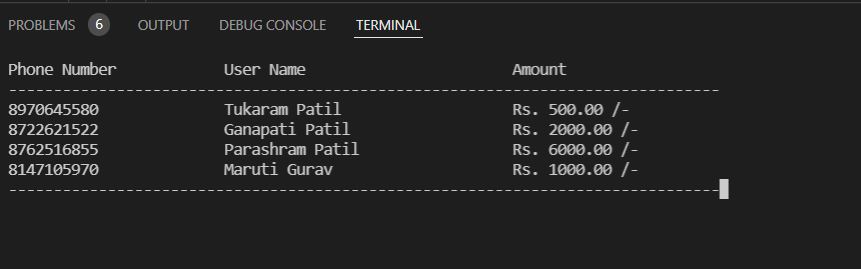 PROBLEMS 6 OUTPUT DEBUG CONSOLE TERMINAL
Phone Number User Name Amount
-------------------------------------------------------------------------------
8970645580 Tukaram Patil Rs. 500.00 /-
8722621522 Ganapati Patil Rs. 2000.00 /-
8762516855 Parashram Patil Rs. 6000.00 /-
8147105970 Maruti Gurav Rs. 1000.00 /-
-------------------------------------------------------------------------------